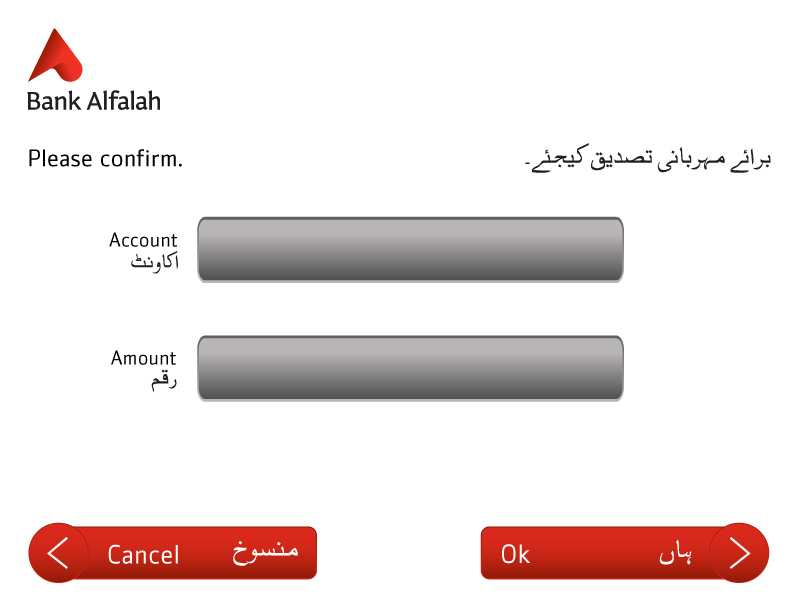 Bank Alfalah
Please confirm.
برائے مہربانی تصدیق کیجئے۔
Account
اکاونٹ
Amount
رقم
Cancel منسوخ
Ok ہاں